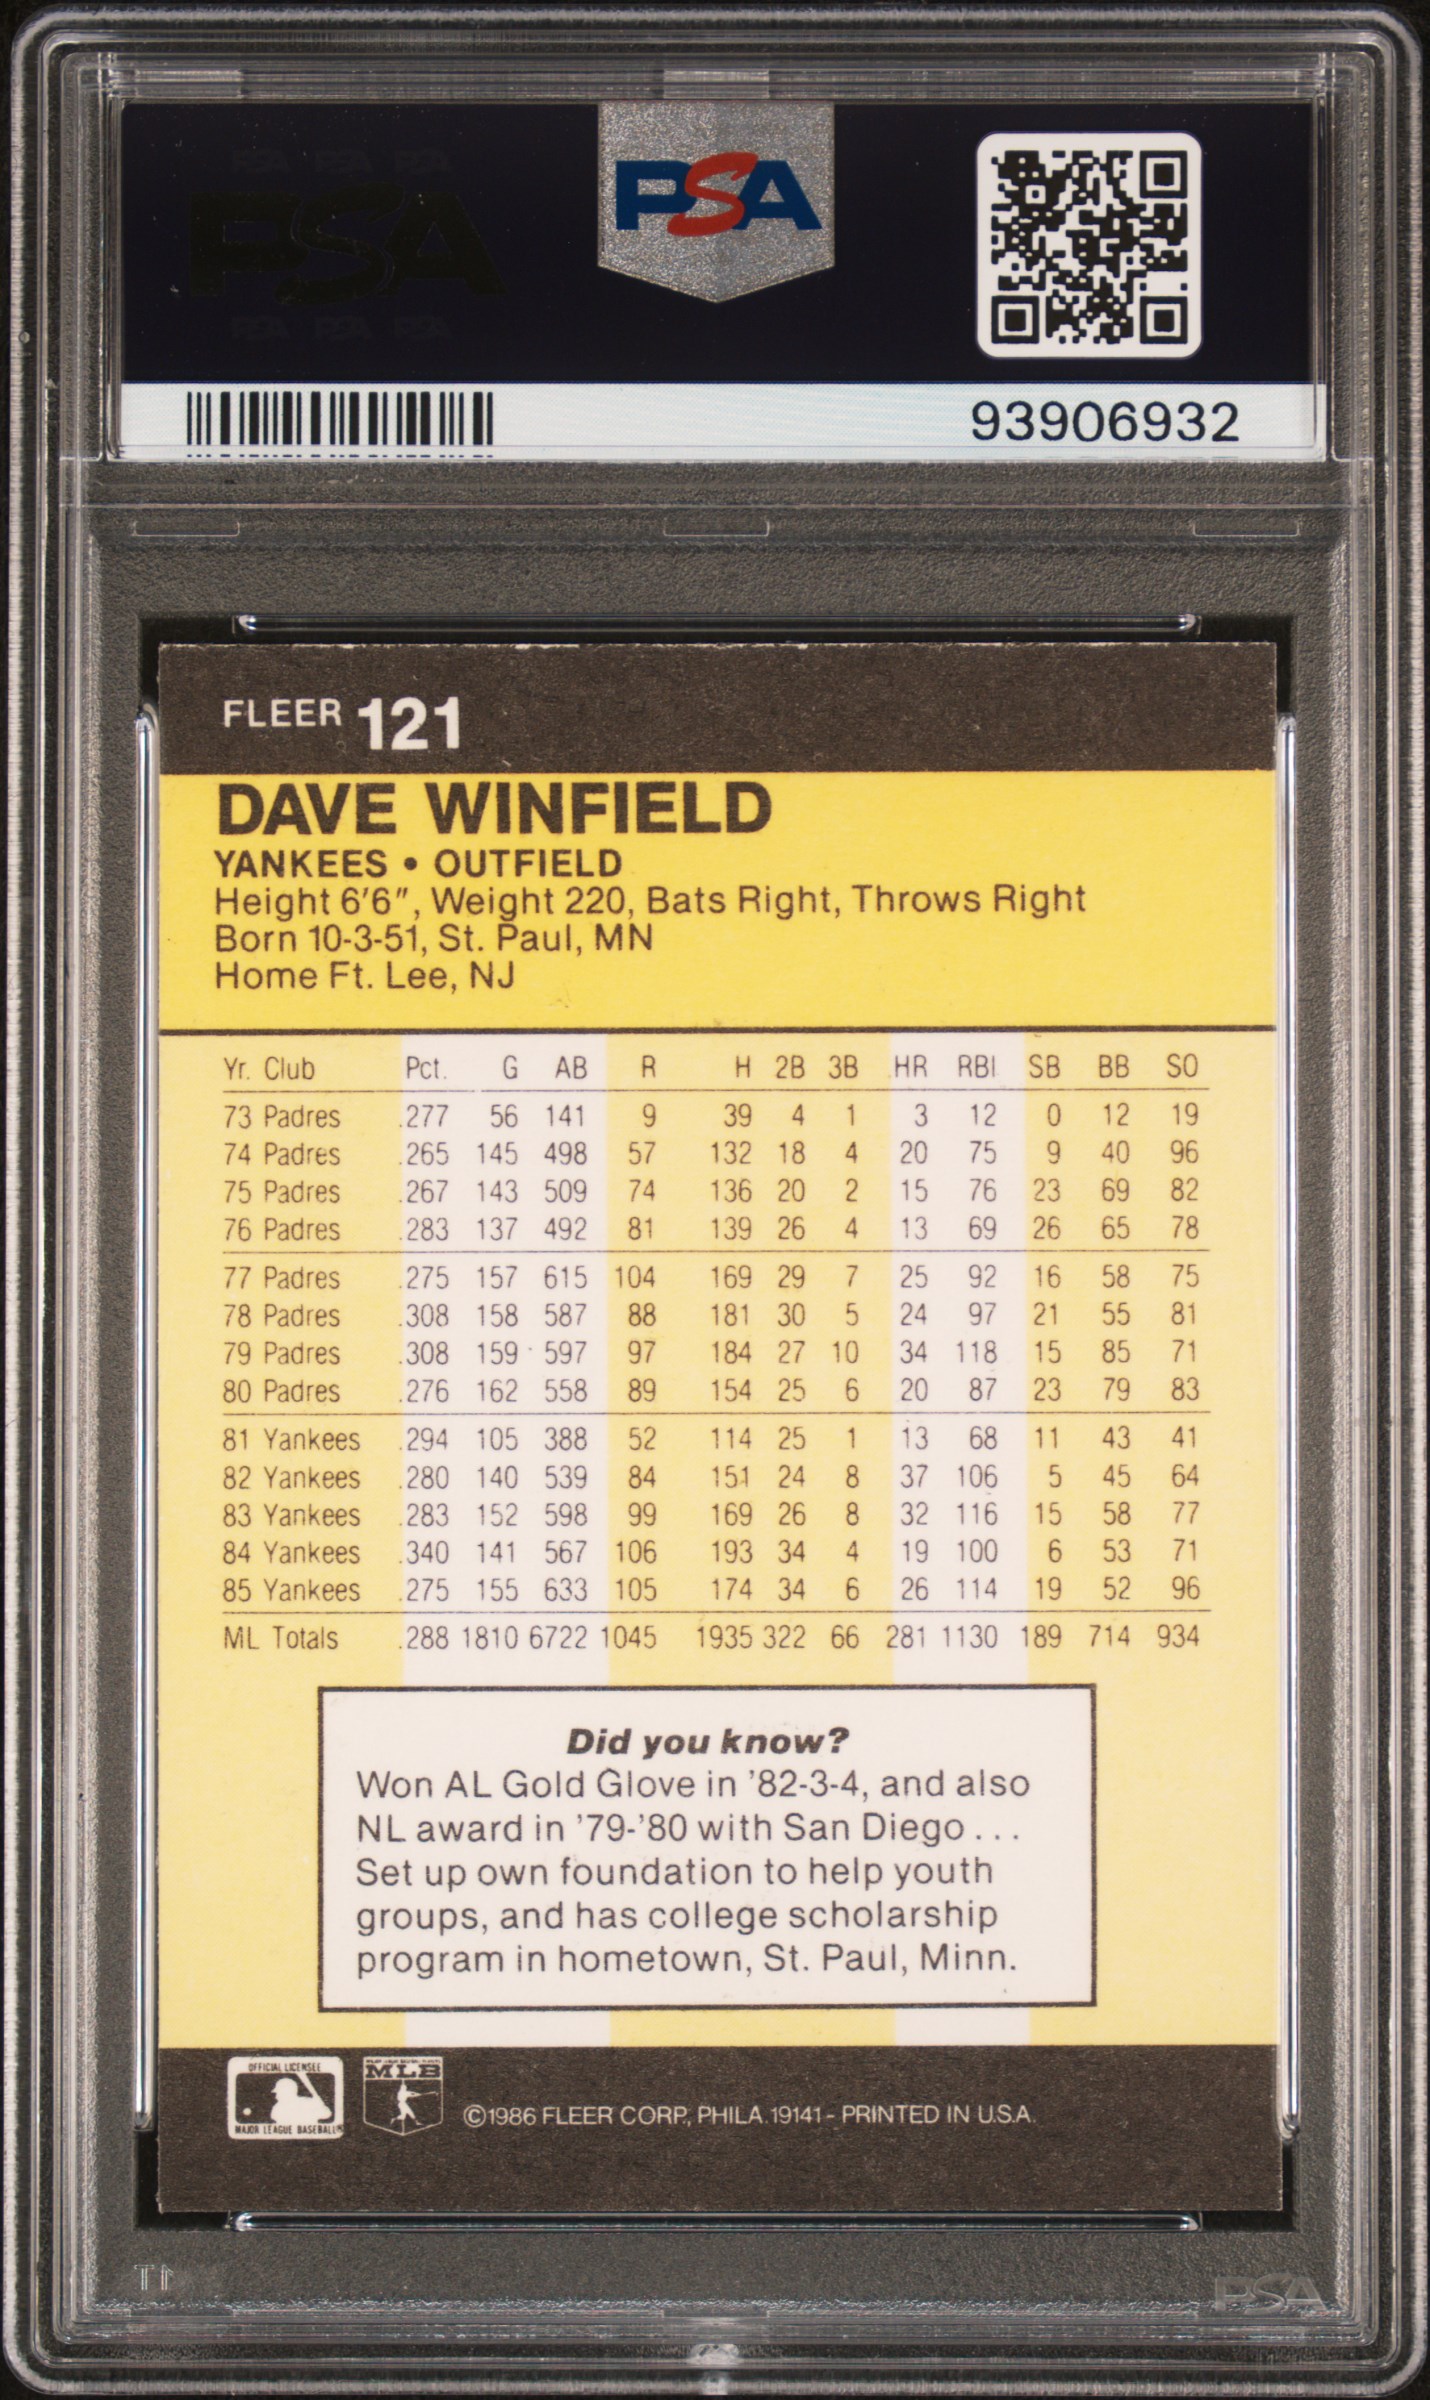 PSA
PSA
93906932
FLEER 121
DAVE WINFIELD
YANKEES • OUTFIELD
Height 6'6", Weight 220, Bats Right, Throws Right
Born 10-3-51, St. Paul, MN
Home Ft. Lee, NJ
Yr. Club Pct. G AB R H 2B 3B HR RBI SB BB SO
73 Padres .277 56 141 9 39 4 1 3 12 0 12 19
74 Padres .265 145 498 57 132 18 4 20 75 9 40 96
75 Padres .267 143 509 74 136 20 2 15 76 23 69 82
76 Padres .283 137 492 81 139 26 4 13 69 26 65 78
77 Padres .275 157 615 104 169 29 7 25 92 16 58 75
78 Padres .308 158 587 88 181 30 5 24 97 21 55 81
79 Padres .308 159 597 97 184 27 10 34 118 15 85 71
80 Padres .276 162 558 89 154 25 6 20 87 23 79 83
81 Yankees .294 105 388 52 114 25 1 13 68 11 43 41
82 Yankees .280 140 539 84 151 24 8 37 106 5 45 64
83 Yankees .283 152 598 99 169 26 8 32 116 15 58 77
84 Yankees .340 141 567 106 193 34 4 19 100 6 53 71
85 Yankees .275 155 633 105 174 34 6 26 114 19 52 96
ML Totals .288 1810 6722 1045 1935 322 66 281 1130 189 714 934
Did you know?
Won AL Gold Glove in '82-3-4, and also
NL award in '79-'80 with San Diego...
Set up own foundation to help youth
groups, and has college scholarship
program in hometown, St. Paul, Minn.
OFFICIAL LICENSEE
MAJOR LEAGUE BASEBALL
MLB
©1986 FLEER CORP., PHILA. 19141 - PRINTED IN U.S.A.
PSA